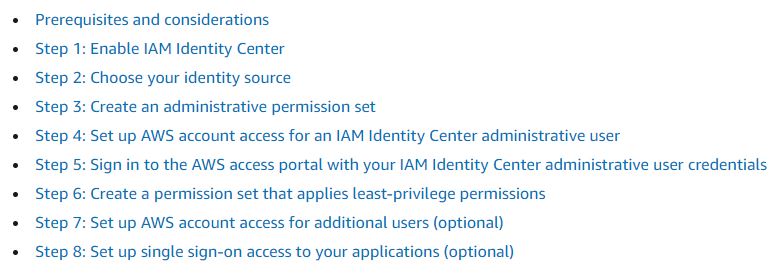 Prerequisites and considerations
Step 1: Enable IAM Identity Center
Step 2: Choose your identity source
Step 3: Create an administrative permission set
Step 4: Set up AWS account access for an IAM Identity Center administrative user
Step 5: Sign in to the AWS access portal with your IAM Identity Center administrative user credentials
Step 6: Create a permission set that applies least-privilege permissions
Step 7: Set up AWS account access for additional users (optional)
Step 8: Set up single sign-on access to your applications (optional)